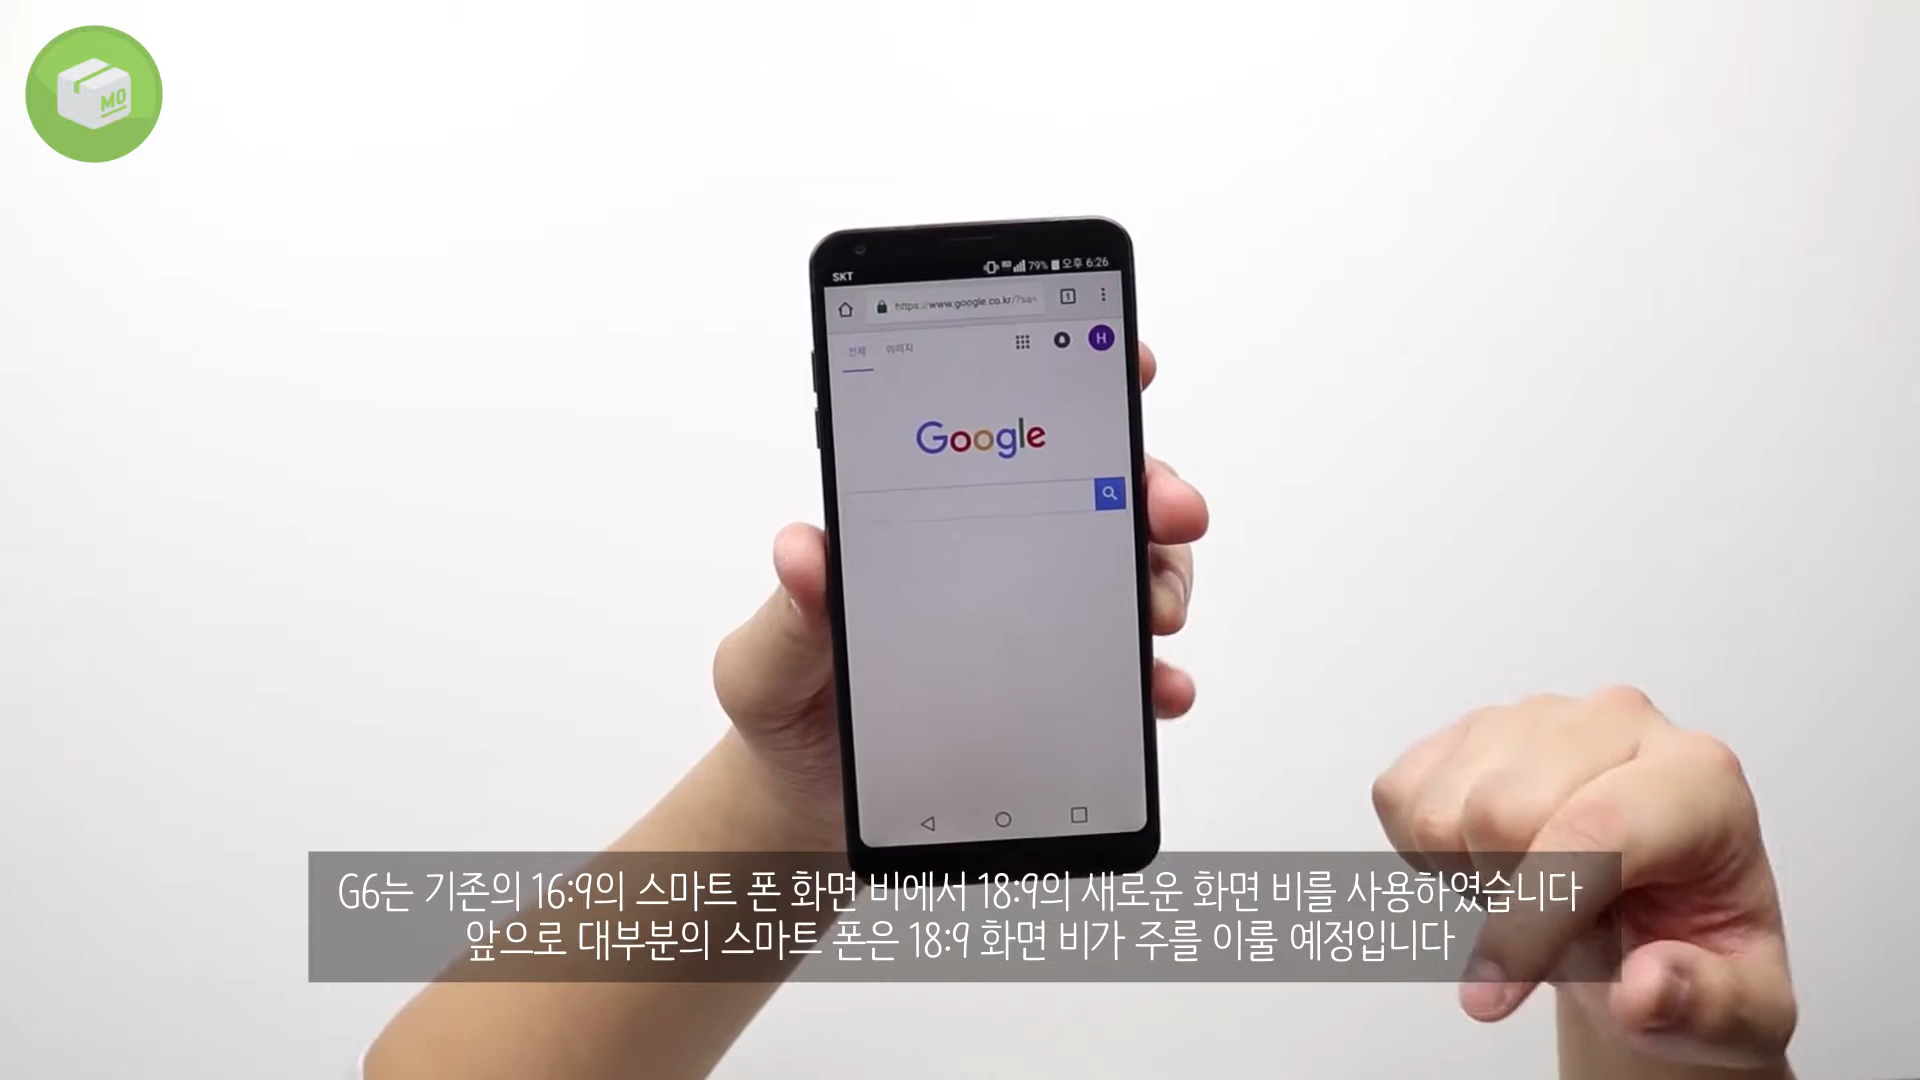 MO
SKT
79% 오후 6:26
https://www.google.co.kr/?sa=
1
H
전체 이미지
Google
G6는 기존의 16:9의 스마트 폰 화면 비에서 18:9의 새로운 화면 비를 사용하였습니다
앞으로 대부분의 스마트 폰은 18:9 화면 비가 주를 이룰 예정입니다